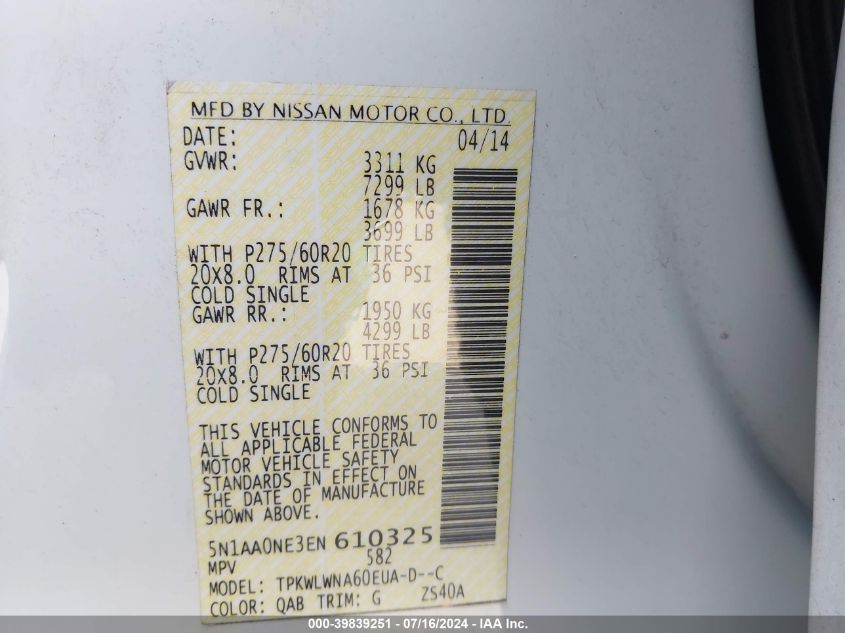 MFD BY NISSAN MOTOR CO., LTD.
DATE: 04/14
GVWR: 3311 KG
7299 LB
GAWR FR.: 1678 KG
3699 LB
WITH P275/60R20 TIRES
20X8.0 RIMS AT 36 PSI
COLD SINGLE
GAWR RR.: 1950 KG
4299 LB
WITH P275/60R20 TIRES
20X8.0 RIMS AT 36 PSI
COLD SINGLE
THIS VEHICLE CONFORMS TO
ALL APPLICABLE FEDERAL
MOTOR VEHICLE SAFETY
STANDARDS IN EFFECT ON
THE DATE OF MANUFACTURE
SHOWN ABOVE.
5N1AA0NE3EN 610325
MPV 582
MODEL: TPKWLWNA60EUA-D--C
COLOR: QAB TRIM: G ZS40A
000-39839251 - 07/16/2024 - IAA Inc.